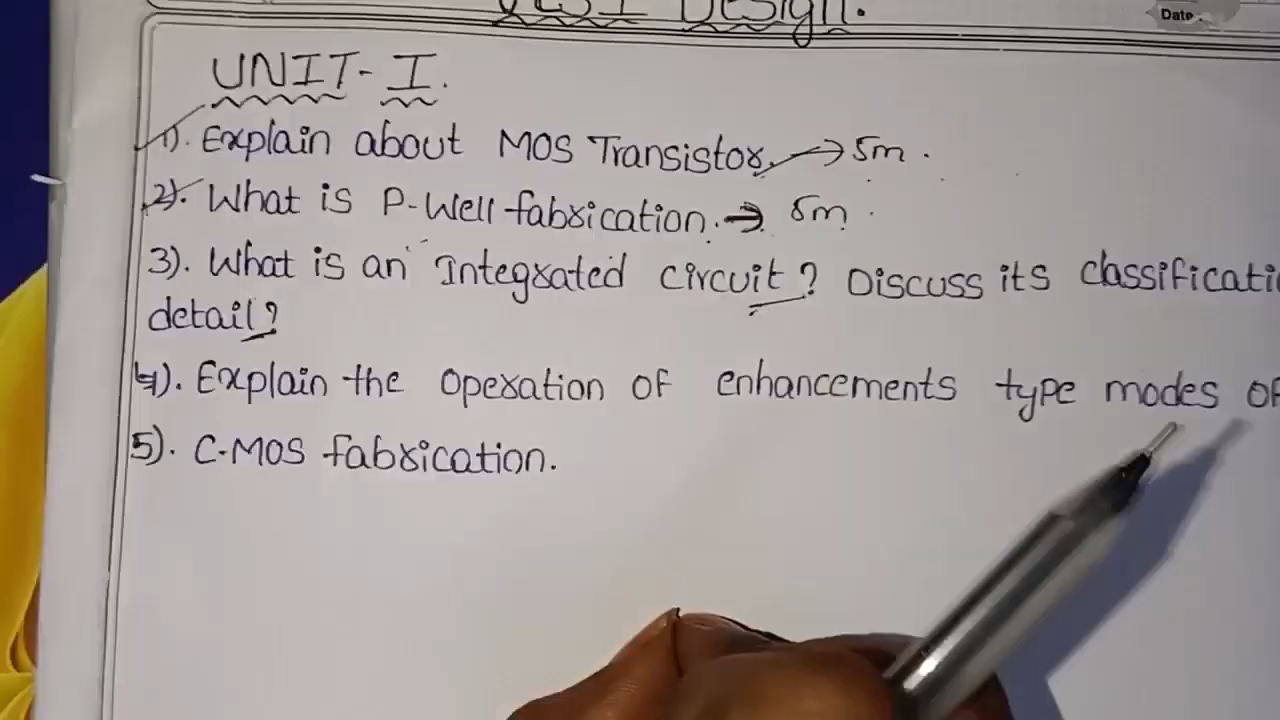 Design.
Date:
UNIT- I.
1). Explain about MOS Transistor. → 5m.
2). What is P-Well fabrication. → 5m.
3). What is an Integrated circuit? Discuss its
detail?
4). Explain the operation of enhancements type modes of
5). C-MOS fabrication.